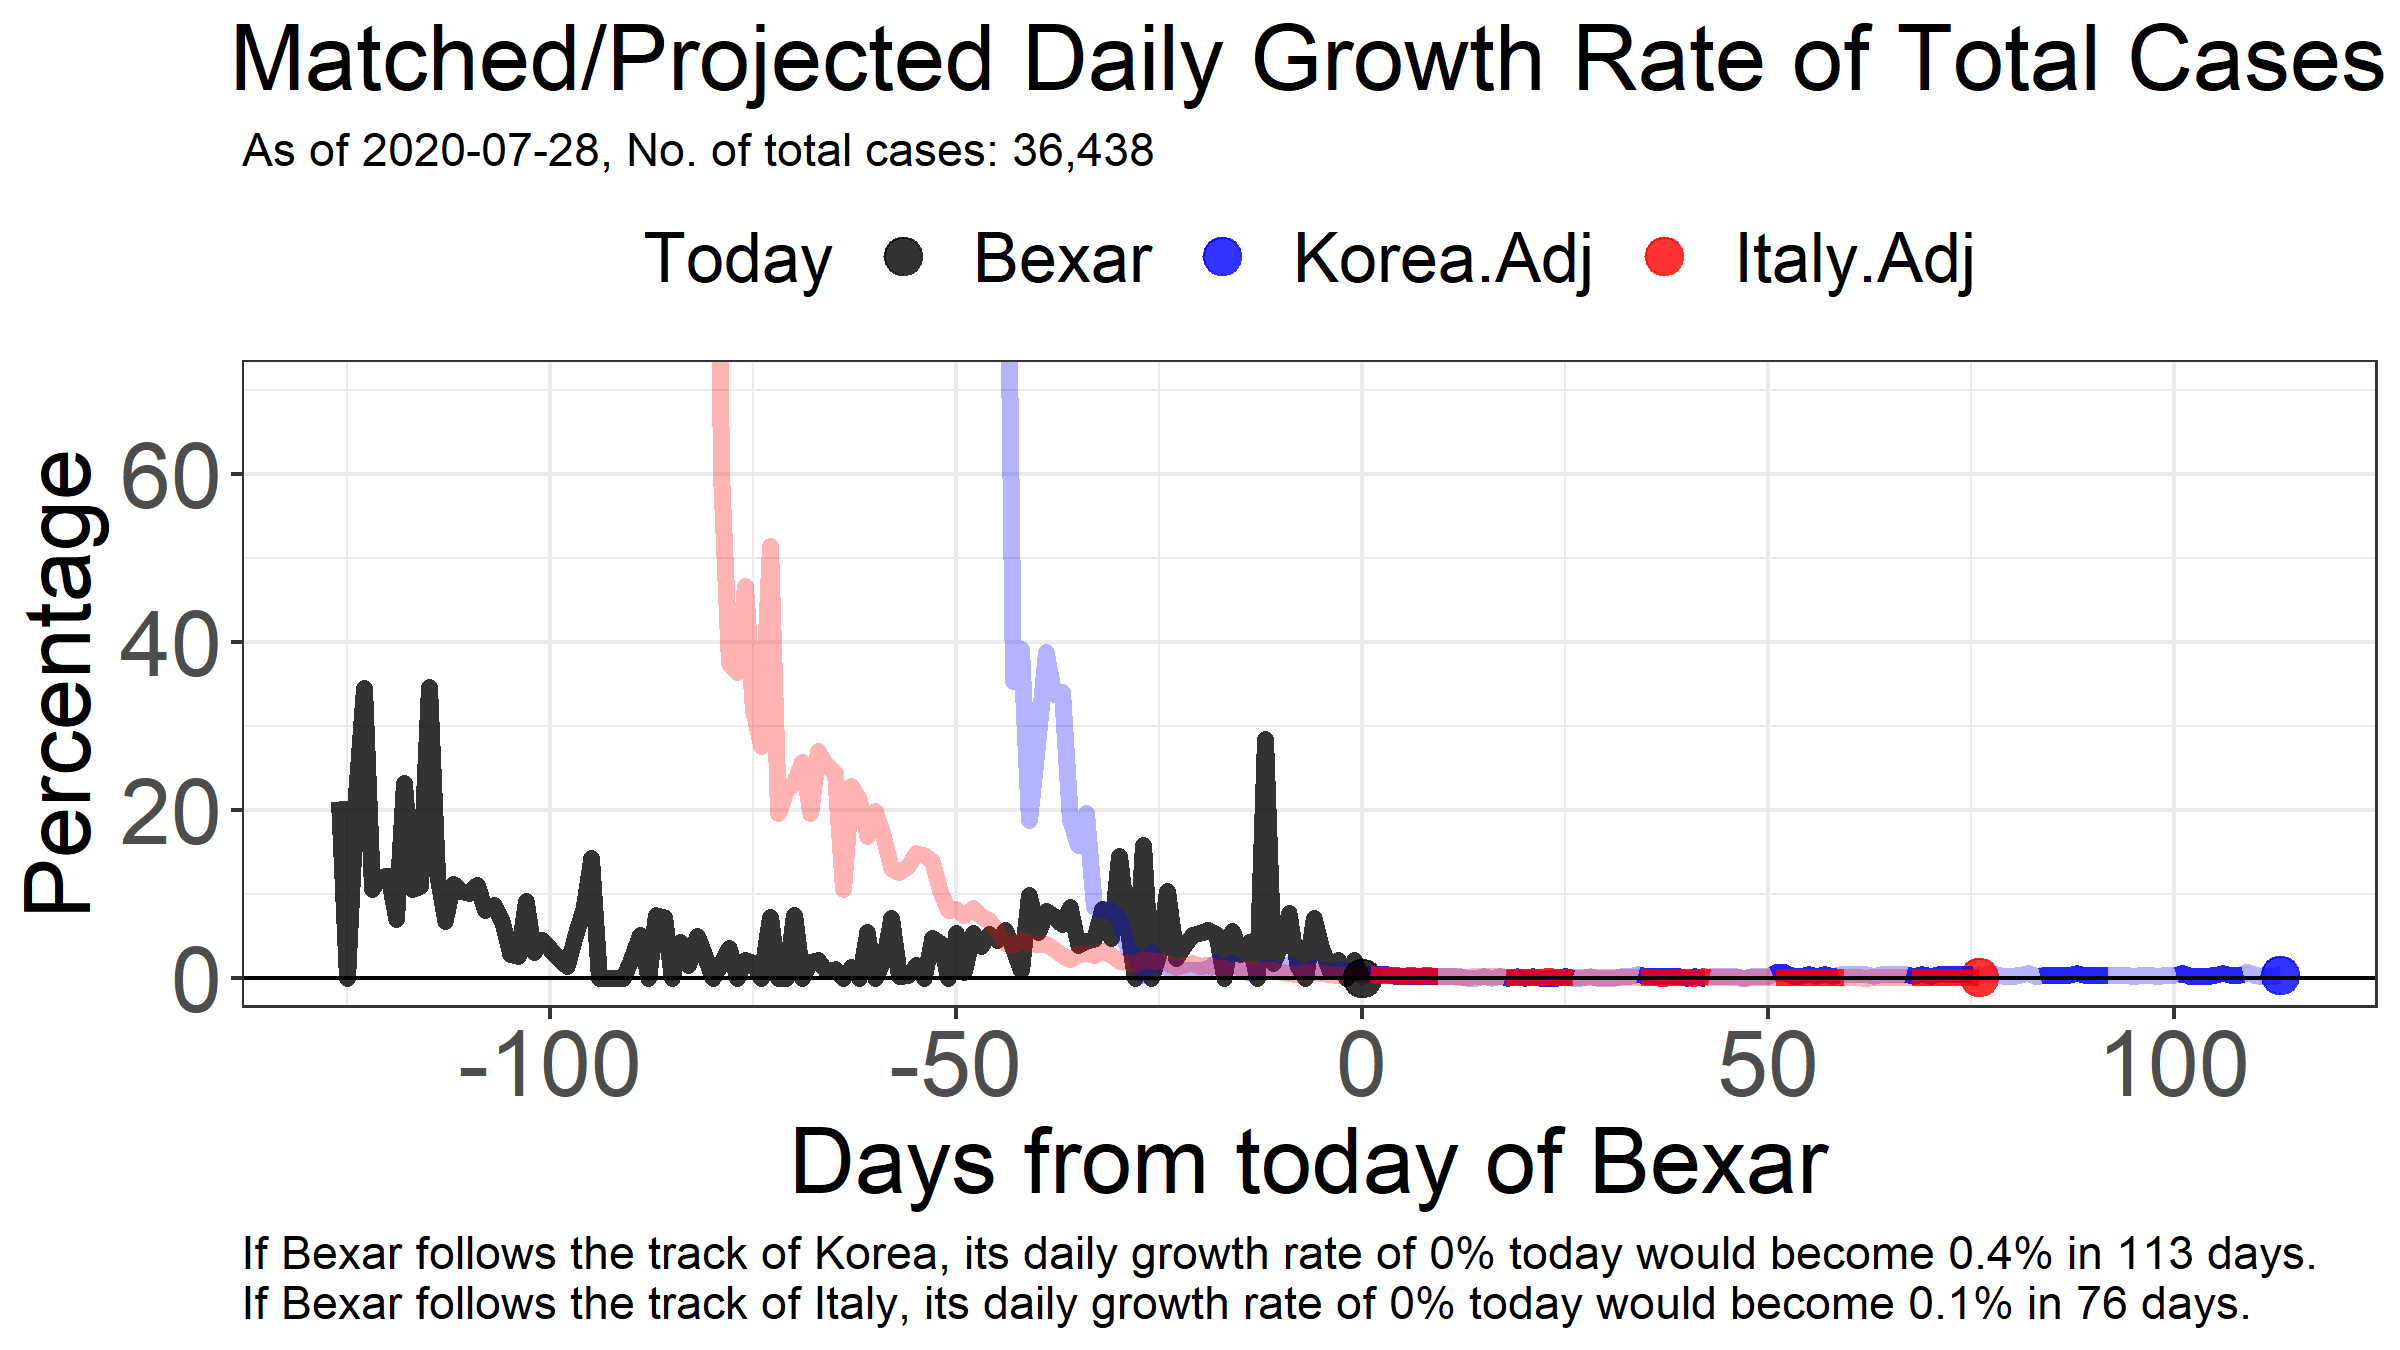 Matched/Projected Daily Growth Rate of Total Cases
As of 2020-07-28, No. of total cases: 36,438
Today Bexar Korea.Adj Italy.Adj
Percentage
60
40
20
0
-100 -50 0 50 100
Days from today of Bexar
If Bexar follows the track of Korea, its daily growth rate of 0% today would become 0.4% in 113 days.
If Bexar follows the track of Italy, its daily growth rate of 0% today would become 0.1% in 76 days.